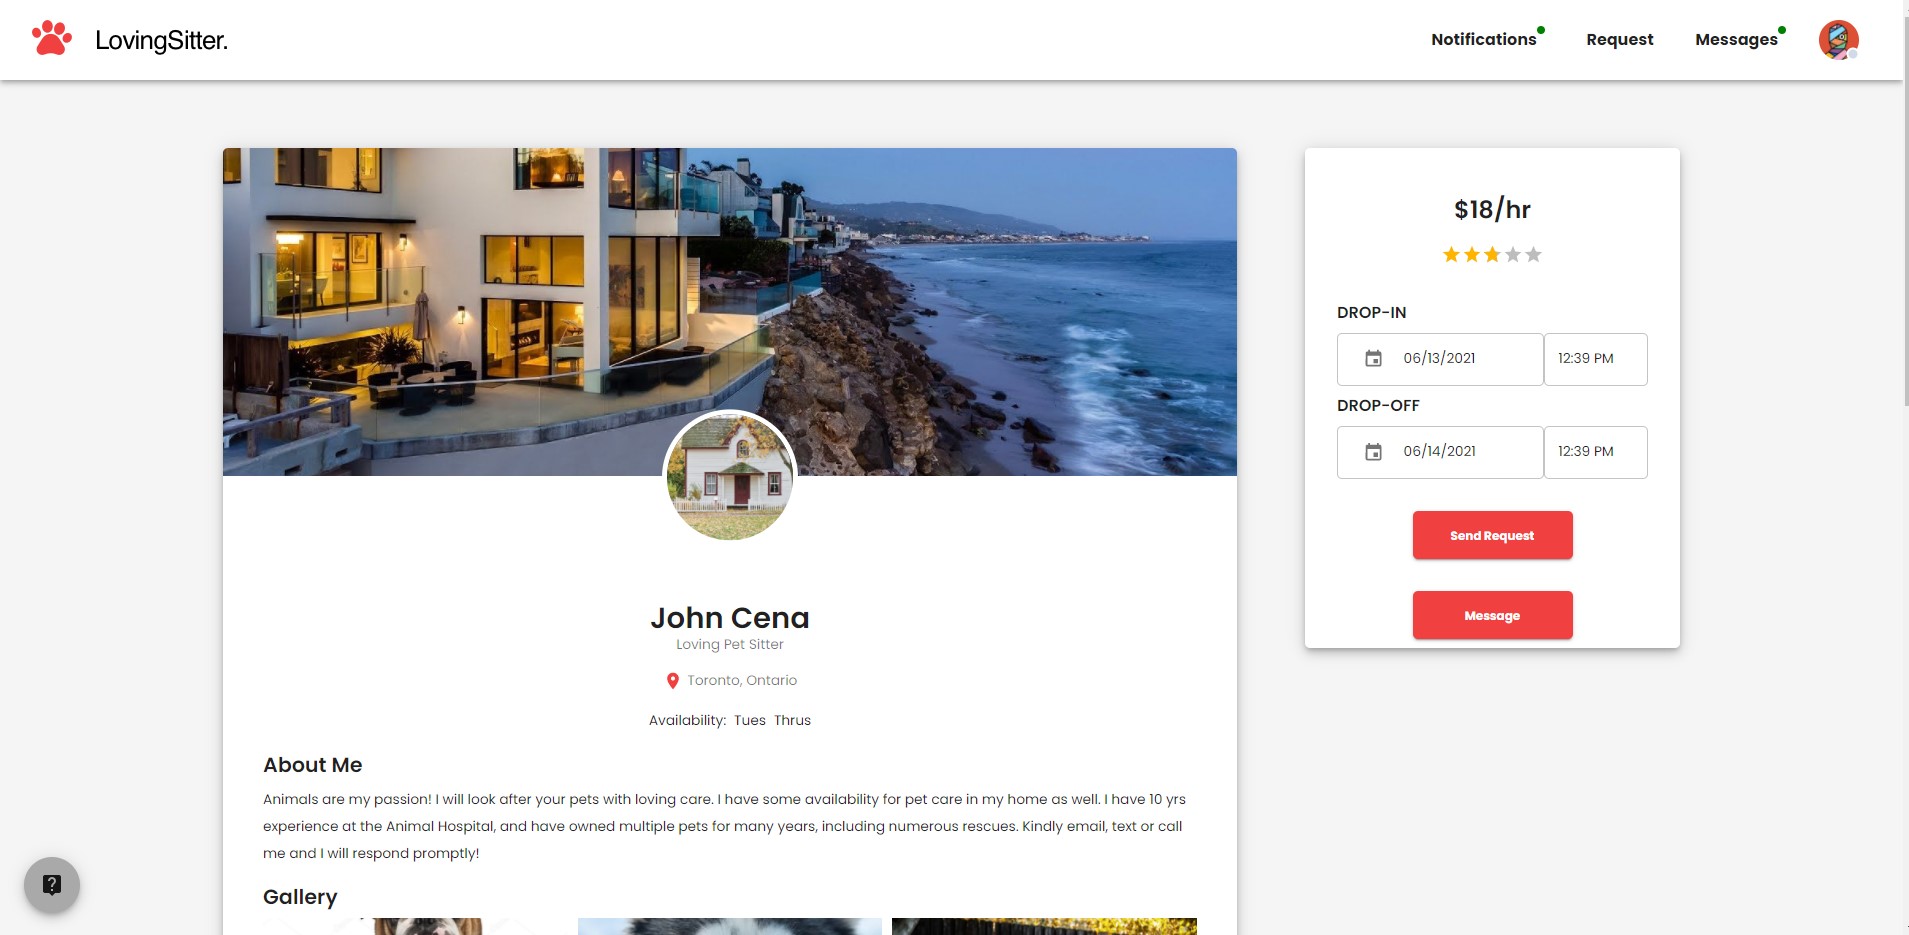 LovingSitter.
Notifications Request Messages
$18/hr
DROP-IN
06/13/2021 12:39 PM
DROP-OFF
06/14/2021 12:39 PM
Send Request
Message
John Cena
Loving Pet Sitter
Toronto, Ontario
Availability: Tues Thrus
About Me
Animals are my passion! I will look after your pets with loving care. I have some availability for pet care in my home as well. I have 10 yrs
experience at the Animal Hospital, and have owned multiple pets for many years, including numerous rescues. Kindly email, text or call
me and I will respond promptly!
Gallery